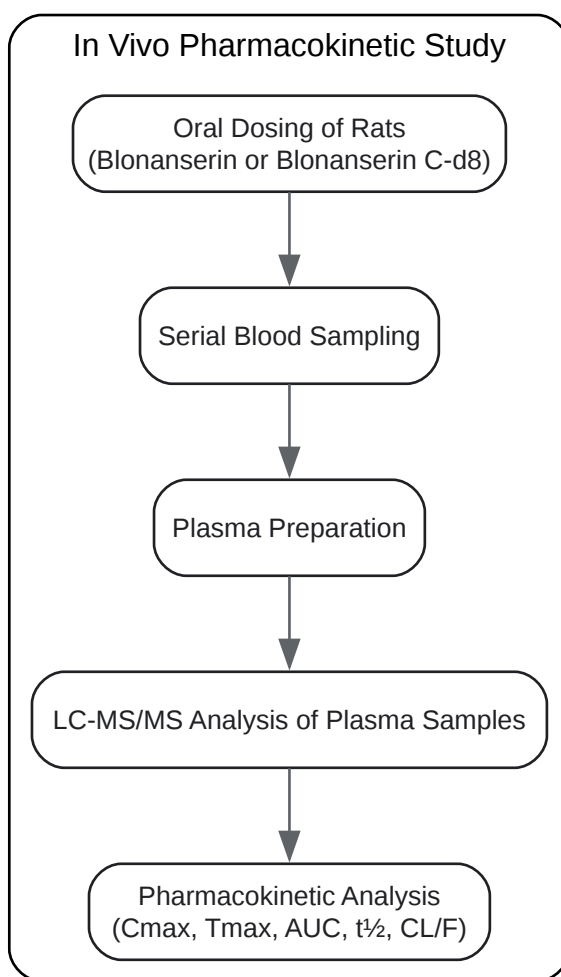 In Vivo Pharmacokinetic Study
Oral Dosing of Rats
(Blonanserin or Blonanserin C-d8)
Serial Blood Sampling
Plasma Preparation
LC-MS/MS Analysis of Plasma Samples
Pharmacokinetic Analysis
(Cmax, Tmax, AUC, t½, CL/F)